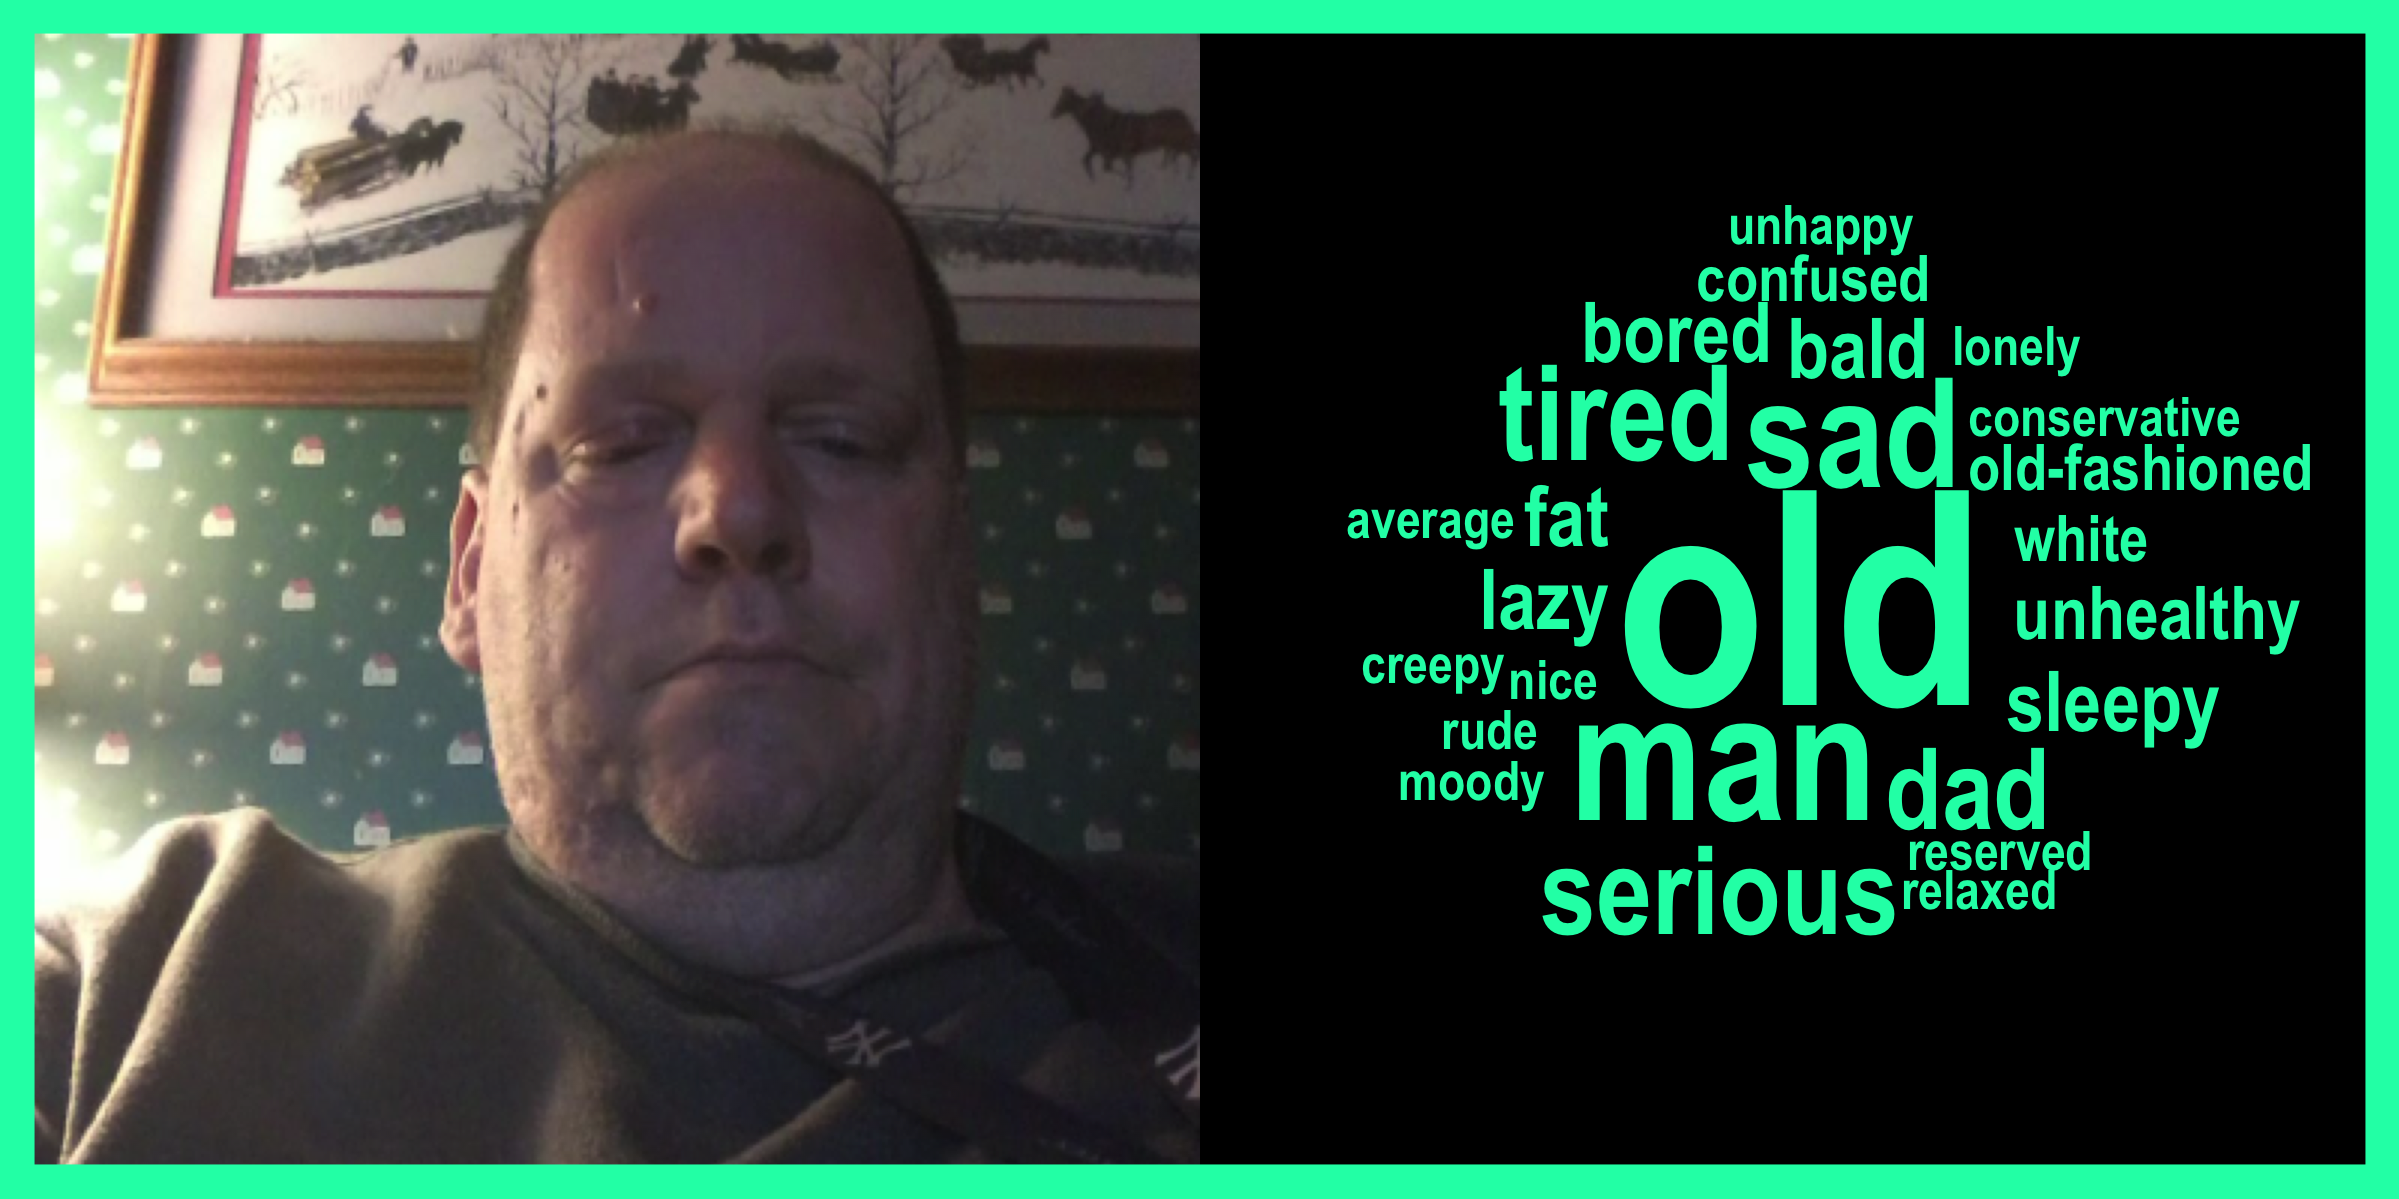 unhappy
confused
bored bald lonely
tired sad conservative
old-fashioned
average fat old white
lazy unhealthy
creepy nice sleepy
rude man dad
moody
serious reserved
relaxed
NY